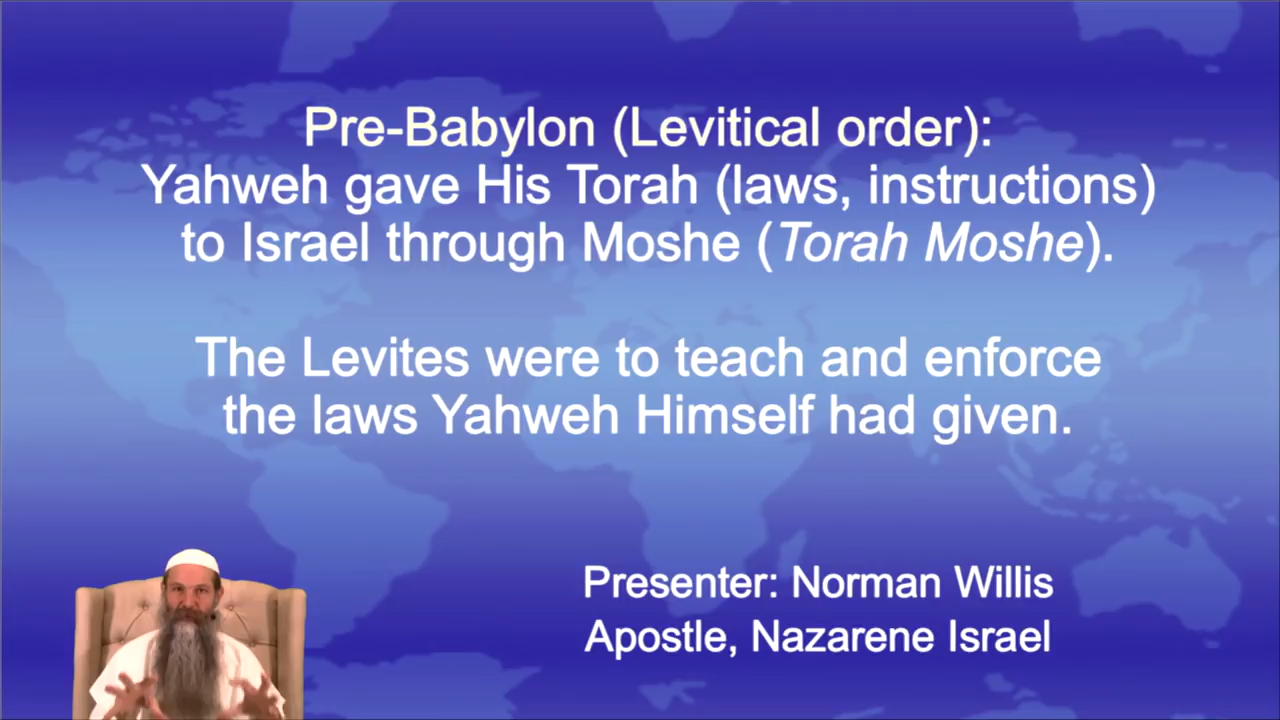 Pre-Babylon (Levitical order):
Yahweh gave His Torah (laws, instructions)
to Israel through Moshe (Torah Moshe).
The Levites were to teach and enforce
the laws Yahweh Himself had given.
Presenter: Norman Willis
Apostle, Nazarene Israel